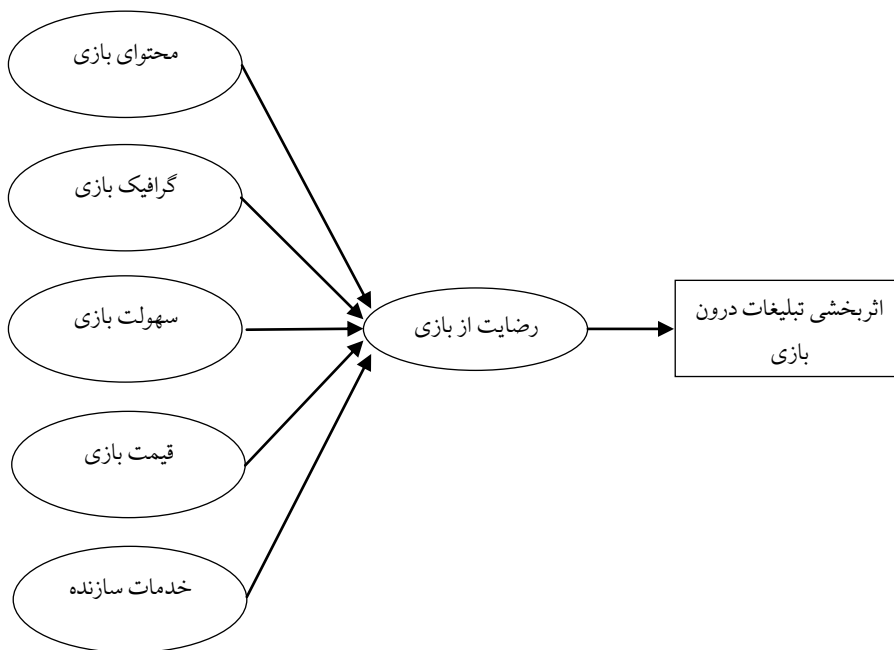 محتوای بازی
گرافیک بازی
سهولت بازی
قیمت بازی
خدمات سازنده
رضایت از بازی
اثربخشی تبلیغات درون
بازی